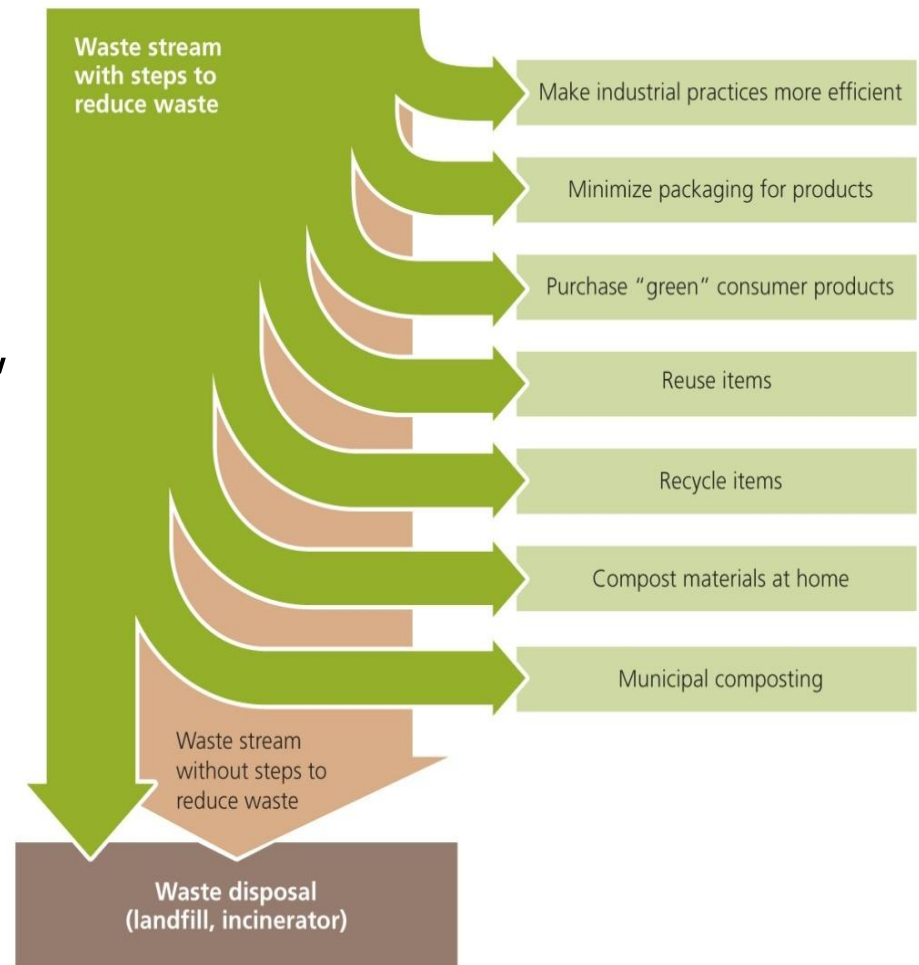 Waste stream
with steps to
reduce waste
Make industrial practices more efficient
Minimize packaging for products
Purchase “green” consumer products
Reuse items
Recycle items
Compost materials at home
Municipal composting
Waste stream
without steps to
reduce waste
Waste disposal
(landfill, incinerator)